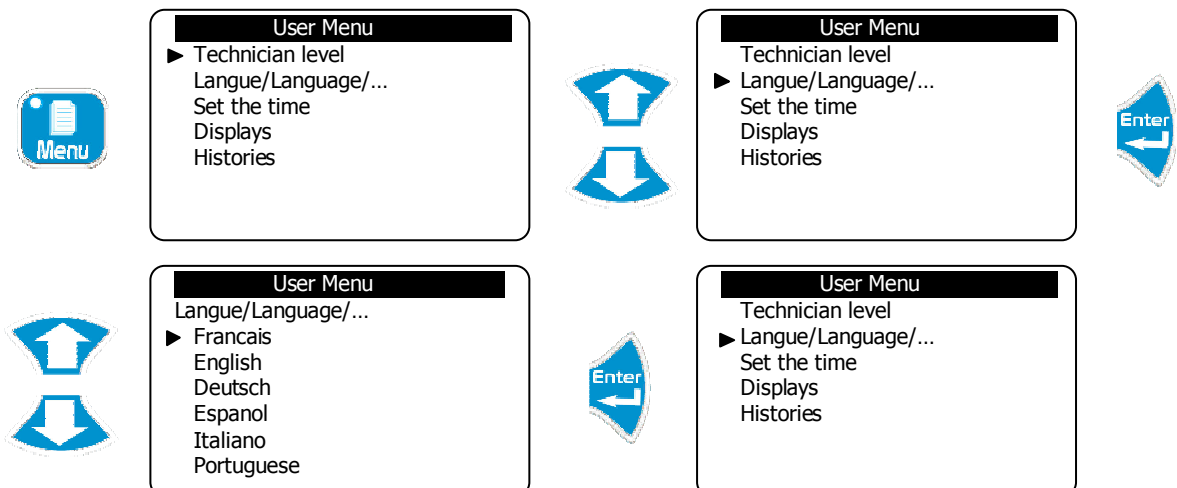 Menu
User Menu
Technician level
Langue/Language/...
Set the time
Displays
Histories
User Menu
Technician level
Langue/Language/...
Set the time
Displays
Histories
Enter
User Menu
Langue/Language/...
Francais
English
Deutsch
Espanol
Italiano
Portuguese
Enter
User Menu
Technician level
Langue/Language/...
Set the time
Displays
Histories